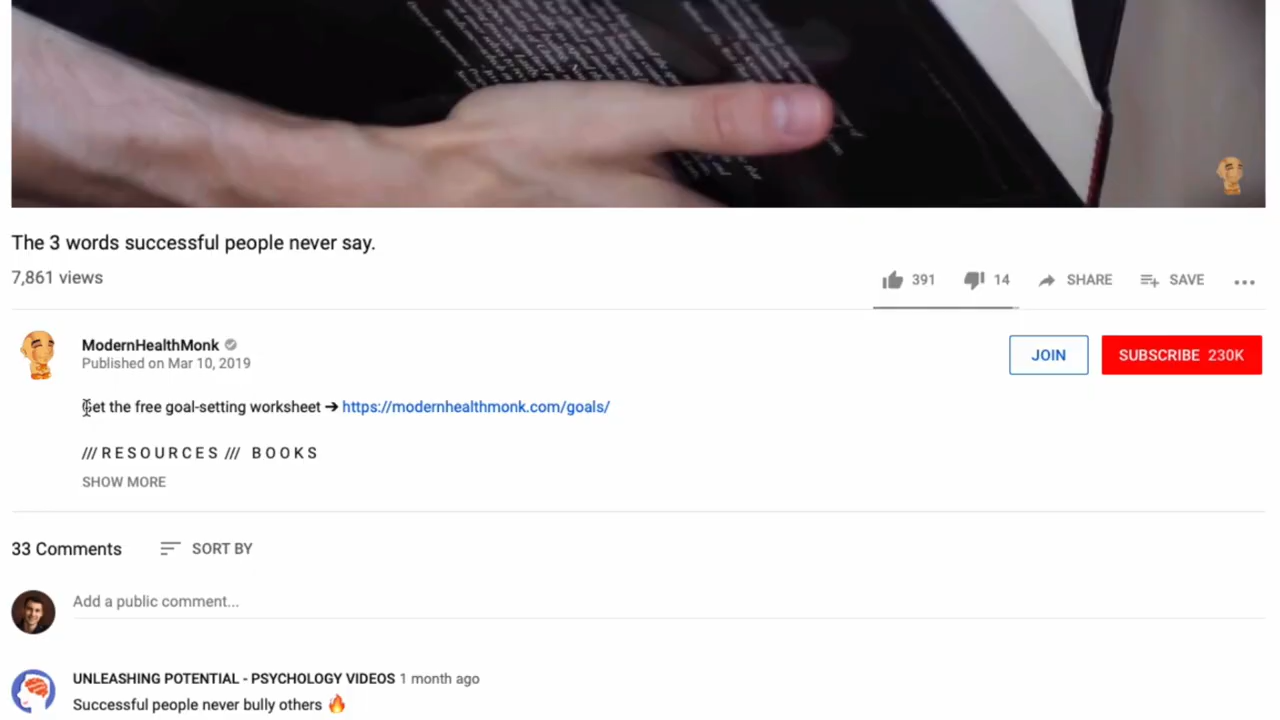 The 3 words successful people never say.
7,861 views
391
14
SHARE
SAVE
ModernHealthMonk
Published on Mar 10, 2019
JOIN
SUBSCRIBE 230K
Get the free goal-setting worksheet ➔ https://modernhealthmonk.com/goals/
/// R E S O U R C E S /// B O O K S
SHOW MORE
33 Comments
SORT BY
Add a public comment...
UNLEASHING POTENTIAL - PSYCHOLOGY VIDEOS 1 month ago
Successful people never bully others 🔥